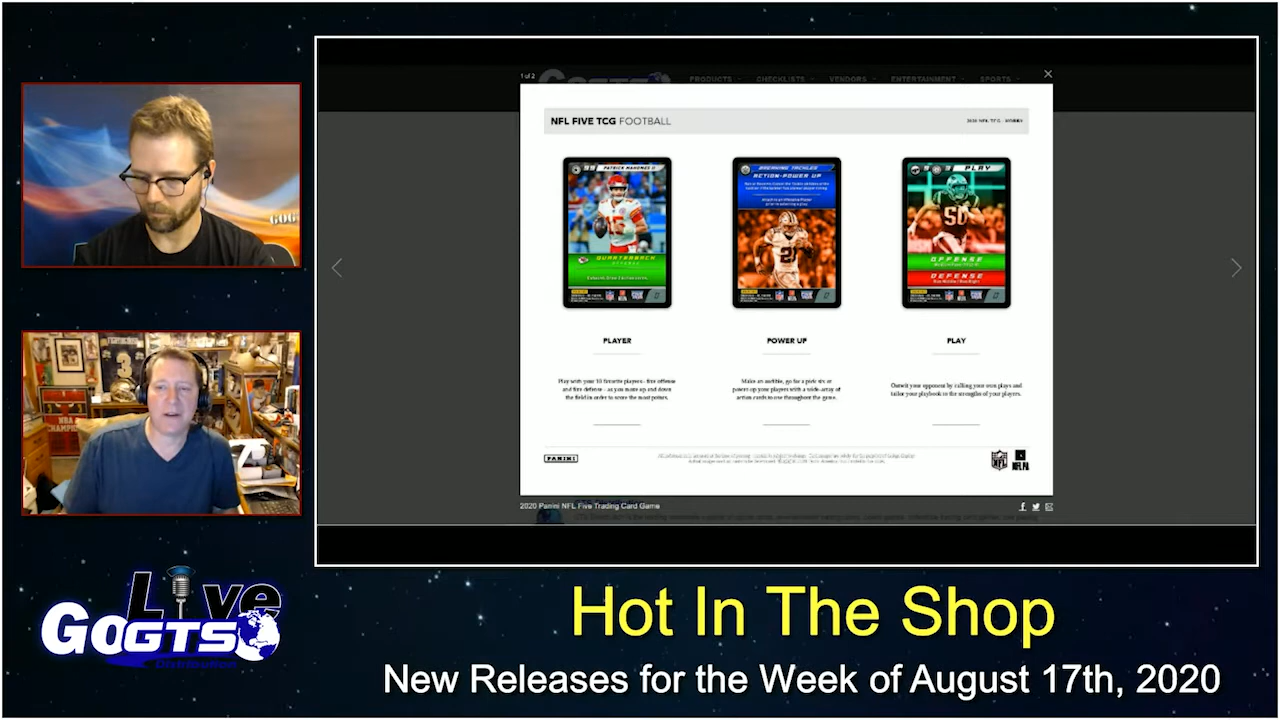 1 of 2
PRODUCTS
CHECKLISTS
VENDORS
ENTERTAINMENT
SPORTS
NFL FIVE TCG FOOTBALL
PATRICK MAHOMES II
QUARTERBACK
OFFENSE
BREAKING TACKLES
ACTION-POWER UP
PLAY
OFFENSE
DEFENSE
PLAYER
POWER UP
PLAY
Play with your 10 favorite players - five offense
and five defense - as you move up and down
the field in order to score the most points.
Make an audible, go for a pick six or
power-up your players with a wide-array of
action cards to use throughout the game.
Outwit your opponent by calling your own plays and
tailor your playbook to the strengths of your players.
PANINI
NFL
NFLPA
2020 Panini NFL Five Trading Card Game
NBA
Live
GoGTS
Distribution
Hot In The Shop
New Releases for the Week of August 17th, 2020